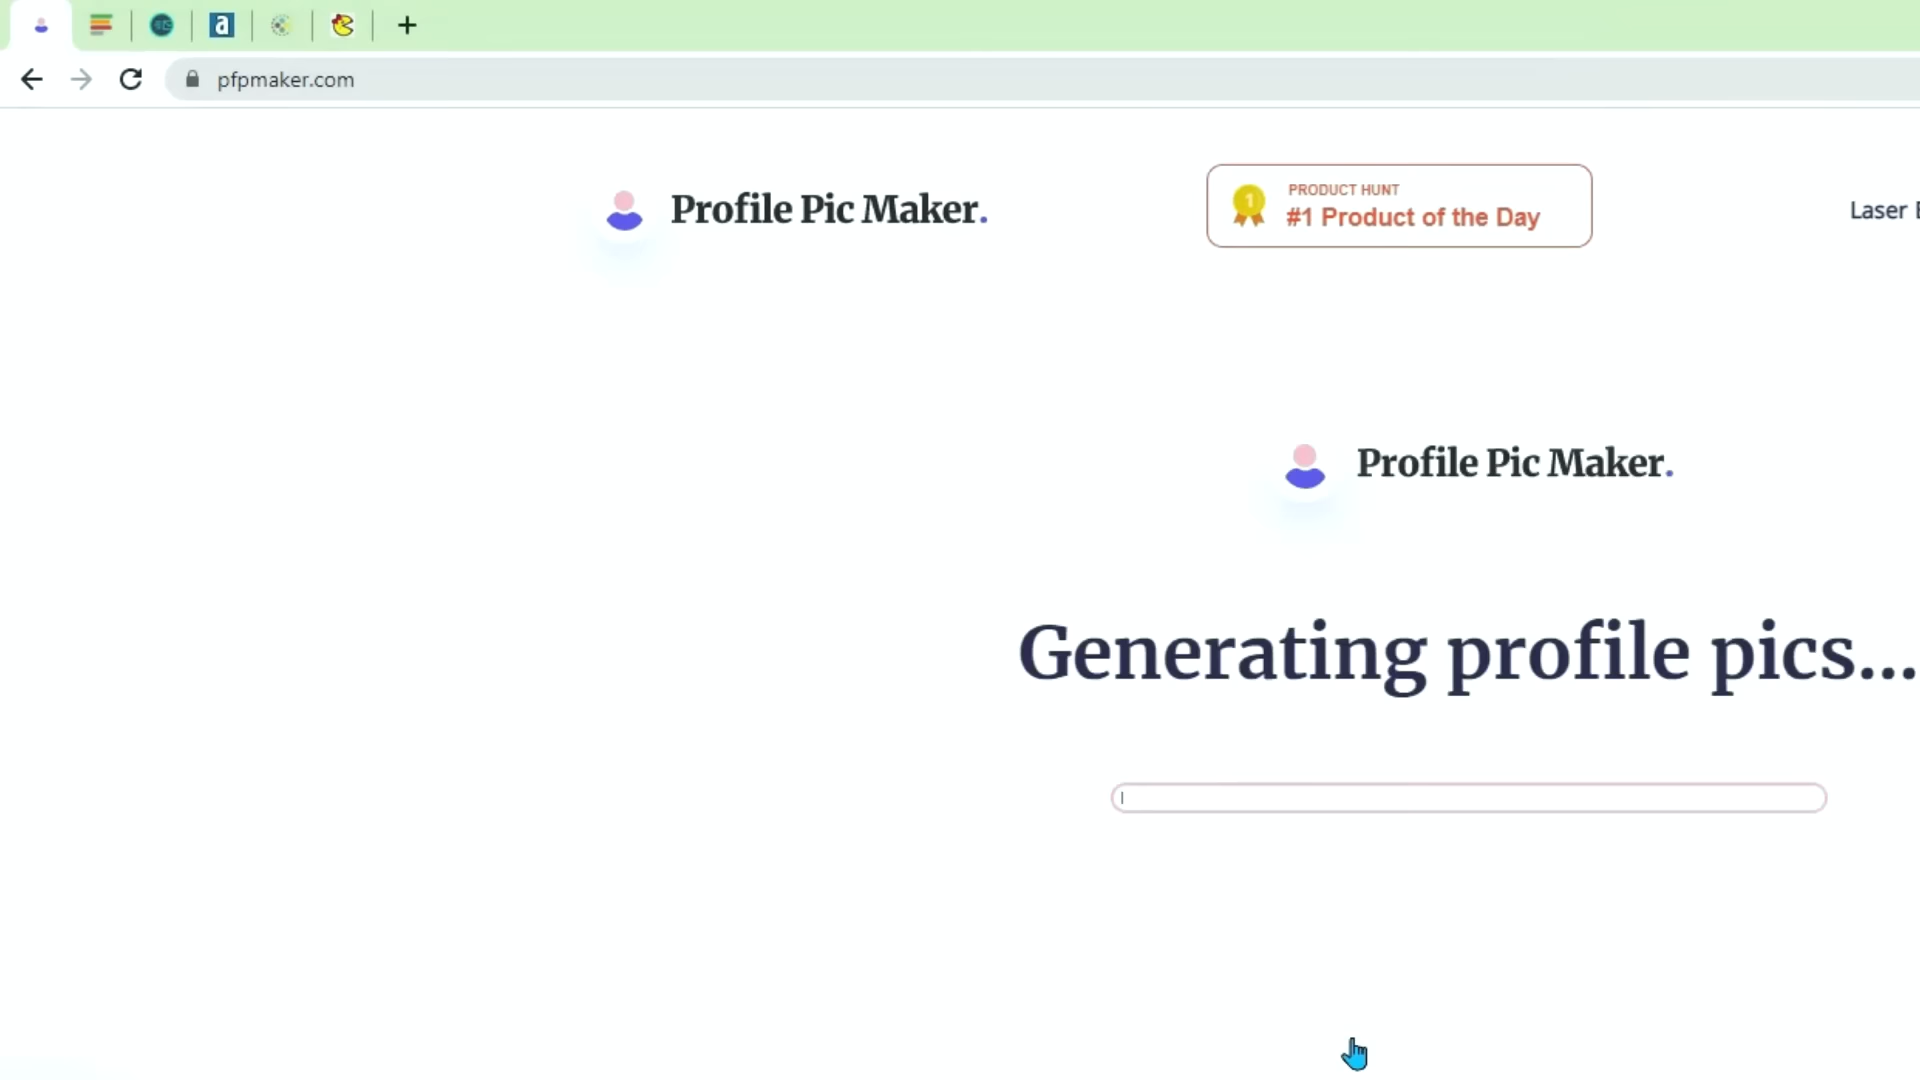 a
pfpmaker.com
Profile Pic Maker.
1
PRODUCT HUNT
#1 Product of the Day
Laser
Profile Pic Maker.
Generating profile pics...